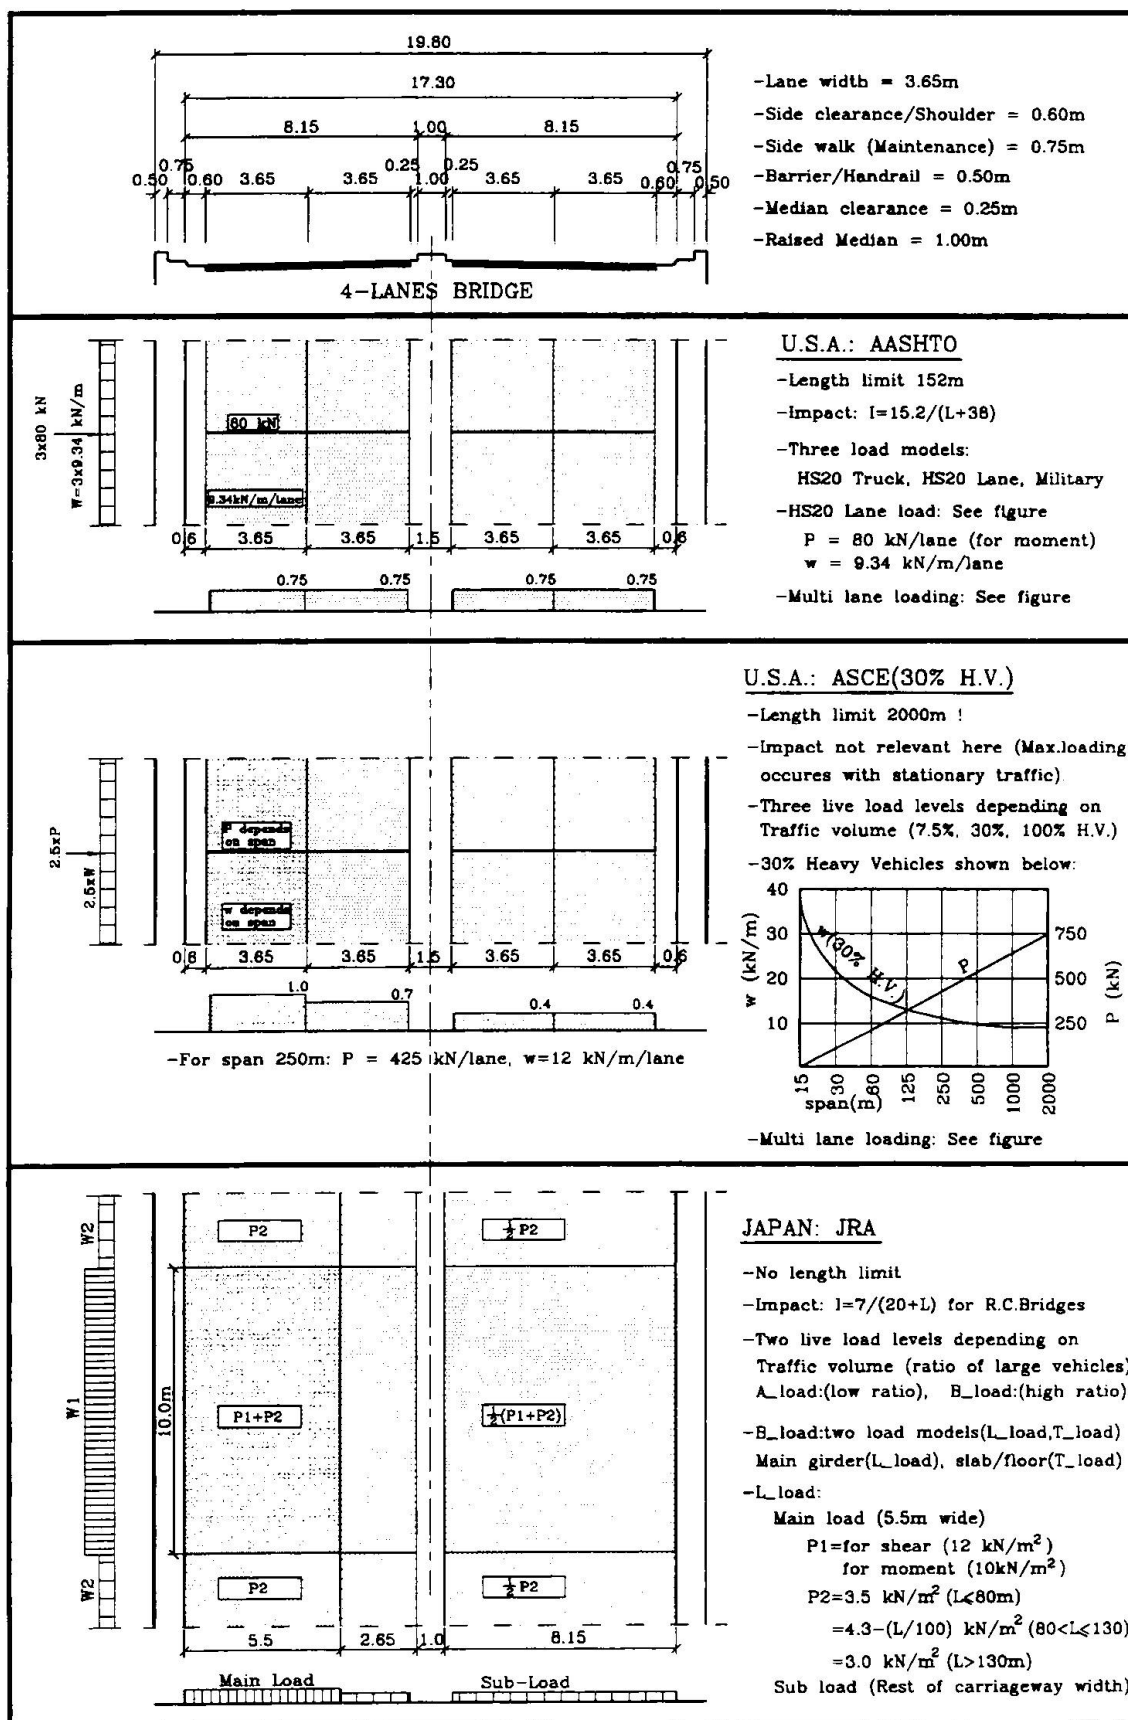 19.80
17.30
8.15 1.00 8.15
0.75 0.25 0.25 0.75
0.50 0.60 3.65 3.65 1.00 3.65 3.65 0.60 0.50
4-LANES BRIDGE
-Lane width = 3.65m
-Side clearance/Shoulder = 0.60m
-Side walk (Maintenance) = 0.75m
-Barrier/Handrail = 0.50m
-Median clearance = 0.25m
-Raised Median = 1.00m
3x80 kN
W=3x9.34 kN/m
80 kN
9.34kN/m/lane
0.6 3.65 3.65 1.5 3.65 3.65 0.6
0.75 0.75 0.75 0.75
U.S.A.: AASHTO
-Length limit 152m
-Impact: I=15.2/(L+38)
-Three load models:
HS20 Truck, HS20 Lane, Military
-HS20 Lane load: See figure
P = 80 kN/lane (for moment)
w = 9.34 kN/m/lane
-Multi lane loading: See figure
2.5xP
2.5xW
P depends
on span
w depends
on span
0.6 3.65 3.65 1.5 3.65 3.65 0.6
1.0 0.7 0.4 0.4
-For span 250m: P = 425 kN/lane, w=12 kN/m/lane
U.S.A.: ASCE(30% H.V.)
-Length limit 2000m !
-Impact not relevant here (Max.loading
occures with stationary traffic)
-Three live load levels depending on
Traffic volume (7.5%, 30%, 100% H.V.)
-30% Heavy Vehicles shown below:
40
30 750
20 500
10 250
w (kN/m)
P (kN)
w(30% H.V.)
P
15 30 60 125 250 500 1000 2000
span(m)
-Multi lane loading: See figure
W2
W1
W2
10.0m
P2 ½P2
P1+P2 ½(P1+P2)
P2 ½P2
5.5 2.65 1.0 8.15
Main Load Sub-Load
JAPAN: JRA
-No length limit
-Impact: I=7/(20+L) for R.C.Bridges
-Two live load levels depending on
Traffic volume (ratio of large vehicles)
A_load:(low ratio), B_load:(high ratio)
-B_load:two load models(L_load,T_load)
Main girder(L_load), slab/floor(T_load)
-L_load:
Main load (5.5m wide)
P1=for shear (12 kN/m²)
for moment (10kN/m²)
P2=3.5 kN/m² (L⩽80m)
=4.3-(L/100) kN/m² (80<L⩽130)
=3.0 kN/m² (L>130m)
Sub load (Rest of carriageway width)